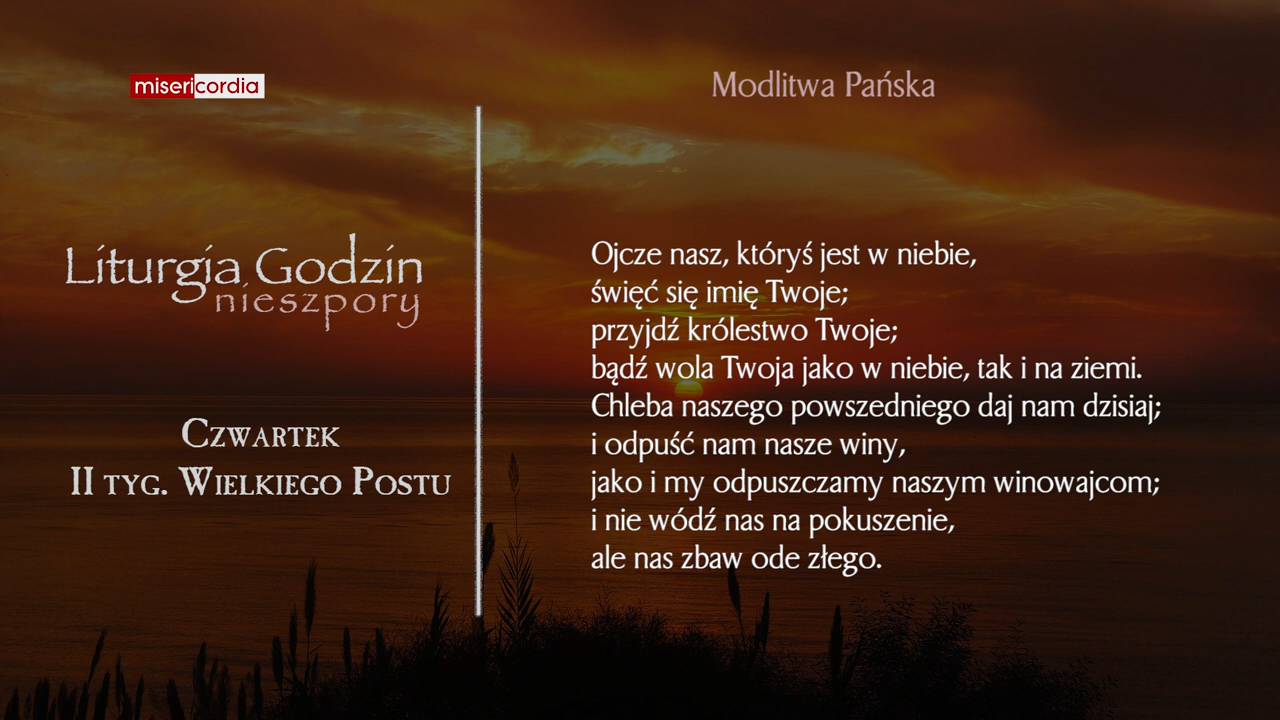 misericordia
Liturgia Godzin
nieszpory
Czwartek
II tyg. Wielkiego Postu
Modlitwa Pańska
Ojcze nasz, któryś jest w niebie,
święć się imię Twoje;
przyjdź królestwo Twoje;
bądź wola Twoja jako w niebie, tak i na ziemi.
Chleba naszego powszedniego daj nam dzisiaj;
i odpuść nam nasze winy,
jako i my odpuszczamy naszym winowajcom;
i nie wódź nas na pokuszenie,
ale nas zbaw ode złego.